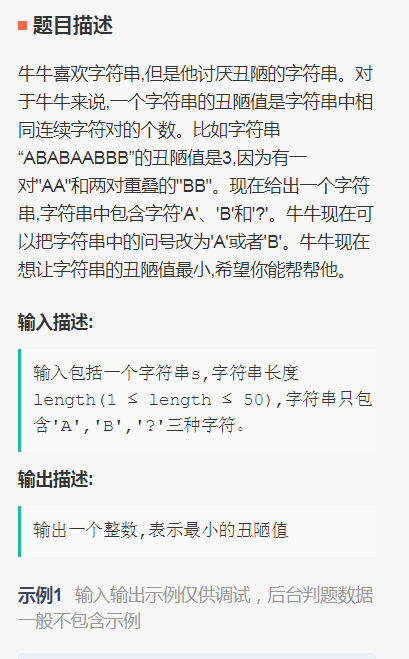 题目描述
牛牛喜欢字符串,但是他讨厌丑陋的字符串。对
于牛牛来说,一个字符串的丑陋值是字符串中相
同连续字符对的个数。比如字符串
“ABABAABBB”的丑陋值是3,因为有一
对"AA"和两对重叠的"BB"。现在给出一个字符
串,字符串中包含字符'A'、'B'和'?'。牛牛现在可
以把字符串中的问号改为'A'或者'B'。牛牛现在
想让字符串的丑陋值最小,希望你能帮帮他。
输入描述:
输入包括一个字符串s,字符串长度
length(1 ≤ length ≤ 50),字符串只包
含'A','B','?'三种字符。
输出描述:
输出一个整数,表示最小的丑陋值
示例1 输入输出示例仅供调试，后台判题数据
一般不包含示例